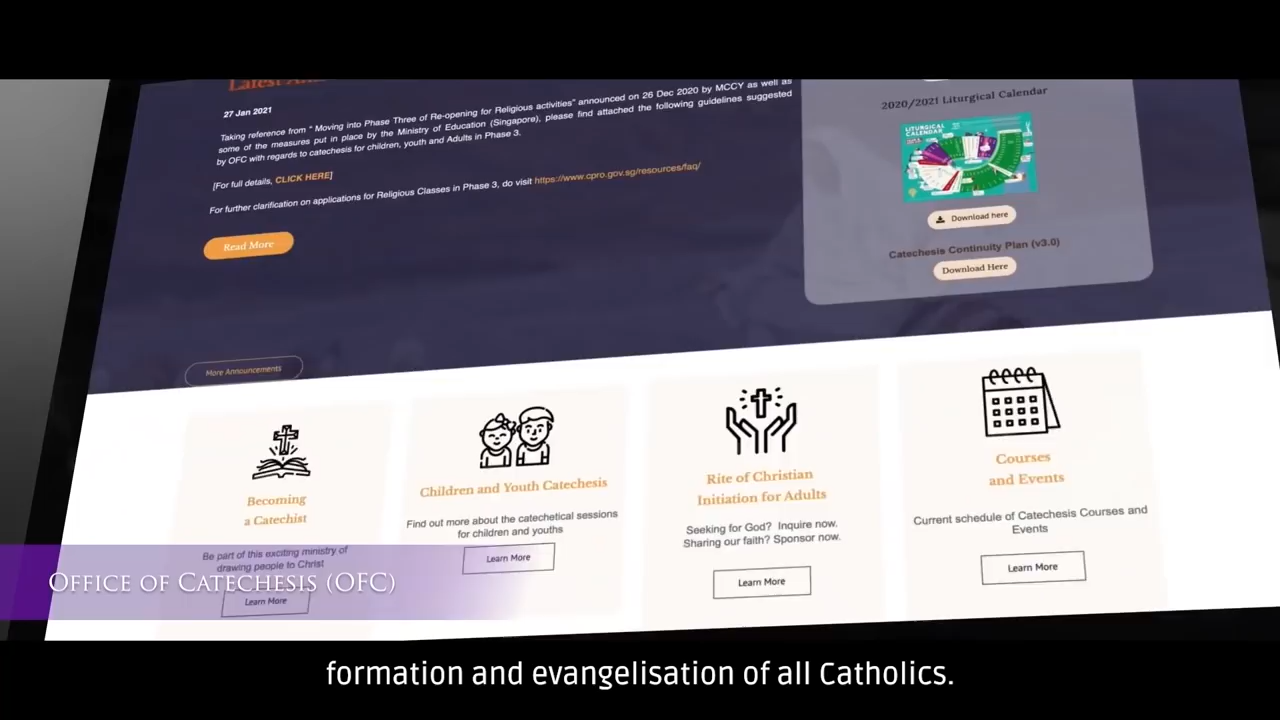 Latest
27 Jan 2021
Taking reference from “ Moving into Phase Three of Re-opening for Religious activities” announced on 26 Dec 2020 by MCCY as well as
some of the measures put in place by the Ministry of Education (Singapore), please find attached the following guidelines suggested
by OFC with regards to catechesis for children, youth and Adults in Phase 3.
[For full details, CLICK HERE]
For further clarification on applications for Religious Classes in Phase 3, do visit https://www.cpro.gov.sg/resources/faq/
Read More
More Announcements
2020/2021 Liturgical Calendar
LITURGICAL
CALENDAR
Download here
Catechesis Continuity Plan (v3.0)
Download Here
Becoming
a Catechist
Be part of this exciting ministry of
drawing people to Christ
Learn More
Children and Youth Catechesis
Find out more about the catechetical sessions
for children and youths
Learn More
Rite of Christian
Initiation for Adults
Seeking for God? Inquire now.
Sharing our faith? Sponsor now.
Learn More
Courses
and Events
Current schedule of Catechesis Courses and
Events
Learn More
OFFICE OF CATECHESIS (OFC)
formation and evangelisation of all Catholics.